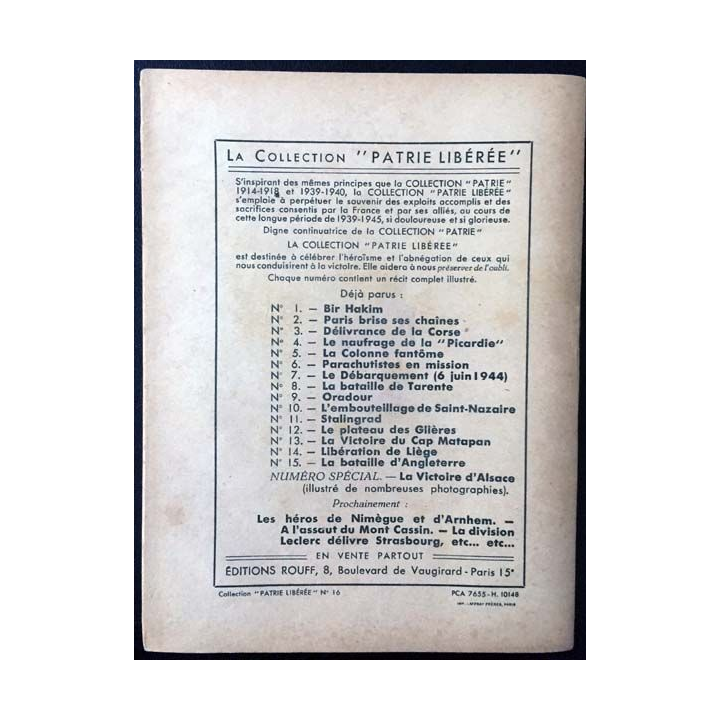 LA COLLECTION "PATRIE LIBÉRÉE"
S'inspirant des mêmes principes que la COLLECTION "PATRIE"
1914-1918 et 1939-1940, la COLLECTION "PATRIE LIBÉRÉE"
s'emploie à perpétuer le souvenir des exploits accomplis et des
sacrifices consentis par la France et par ses alliés, au cours de
cette longue période de 1939-1945, si douloureuse et si glorieuse.
Digne continuatrice de la COLLECTION "PATRIE"
LA COLLECTION "PATRIE LIBÉRÉE"
est destinée à célébrer l'héroïsme et l'abnégation de ceux qui
nous conduisirent à la victoire. Elle aidera à nous préserver de l'oubli.
Chaque numéro contient un récit complet illustré.
Déjà parus :
N° 1. — Bir Hakim
N° 2. — Paris brise ses chaînes
N° 3. — Délivrance de la Corse
N° 4. — Le naufrage de la "Picardie"
N° 5. — La Colonne fantôme
N° 6. — Parachutistes en mission
N° 7. — Le Débarquement (6 juin 1944)
N° 8. — La bataille de Tarente
N° 9. — Oradour
N° 10. — L'embouteillage de Saint-Nazaire
N° 11. — Stalingrad
N° 12. — Le plateau des Glières
N° 13. — La Victoire du Cap Matapan
N° 14. — Libération de Liège
N° 15. — La bataille d'Angleterre
NUMÉRO SPÉCIAL. — La Victoire d'Alsace
(illustré de nombreuses photographies).
Prochainement :
Les héros de Nimègue et d'Arnhem. —
A l'assaut du Mont Cassin. — La division
Leclerc délivre Strasbourg, etc... etc...
EN VENTE PARTOUT
ÉDITIONS ROUFF, 8, Boulevard de Vaugirard - Paris 15e
Collection "PATRIE LIBÉRÉE" N° 16 PCA 7655-H. 10148
IMP. LAFFRAY FRÈRES, PARIS